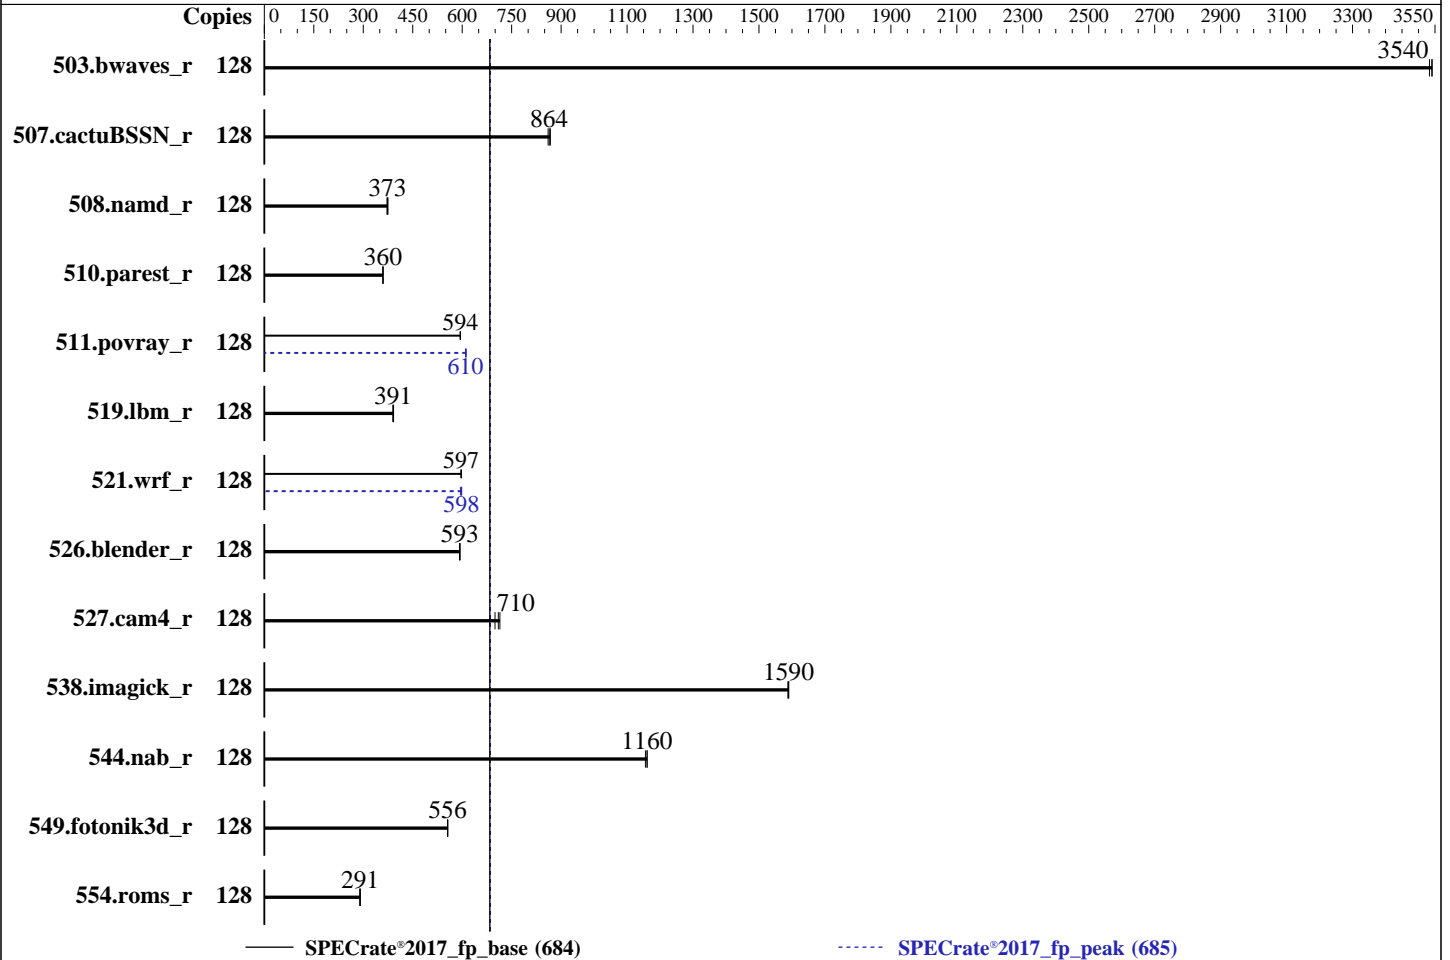 Copies 0 150 300 450 600 750 900 1100 1300 1500 1700 1900 2100 2300 2500 2700 2900 3100 3300 3550
503.bwaves_r 128 3540
507.cactuBSSN_r 128 864
508.namd_r 128 373
510.parest_r 128 360
511.povray_r 128 594
610
519.lbm_r 128 391
521.wrf_r 128 597
598
526.blender_r 128 593
527.cam4_r 128 710
538.imagick_r 128 1590
544.nab_r 128 1160
549.fotonik3d_r 128 556
554.roms_r 128 291
SPECrate®2017_fp_base (684) SPECrate®2017_fp_peak (685)